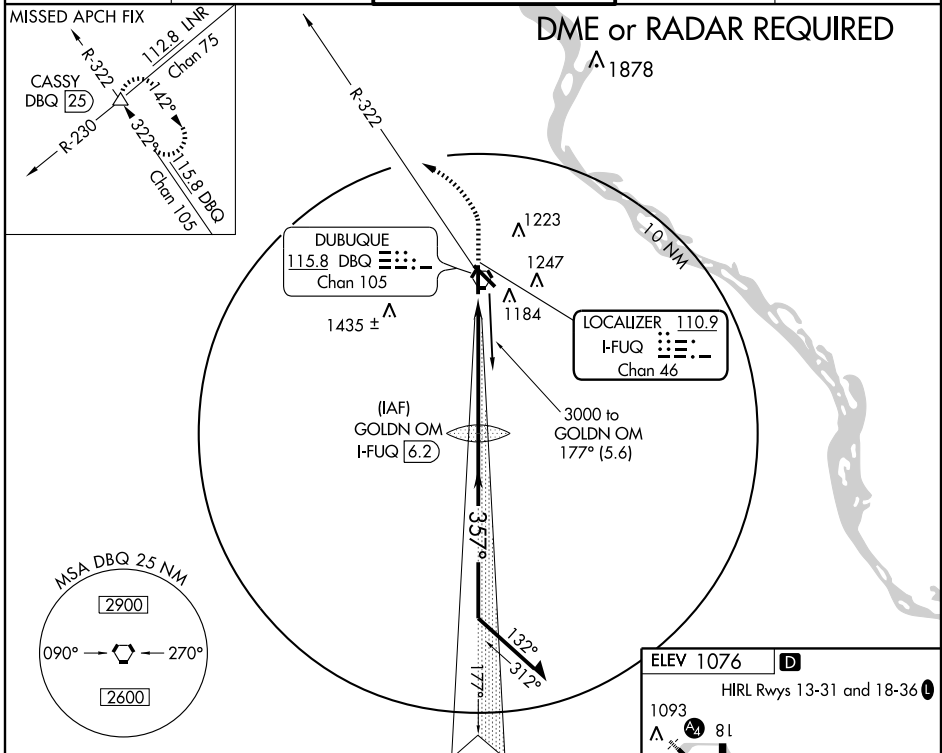 MISSED APCH FIX
R-322
112.8 LNR
Chan 75
CASSY
DBQ 25
142°
R-230
322°
115.8 DBQ
Chan 105
DME or RADAR REQUIRED
1878
R-322
1223
10 NM
DUBUQUE
115.8 DBQ
Chan 105
1247
1184
1435 ±
LOCALIZER 110.9
I-FUQ
Chan 46
(IAF)
GOLDN OM
I-FUQ 6.2
3000 to
GOLDN OM
177° (5.6)
357°
MSA DBQ 25 NM
2900
090°
270°
2600
132°
312°
177°
ELEV 1076 D
HIRL Rwys 13-31 and 18-36 L
1093
A4
18